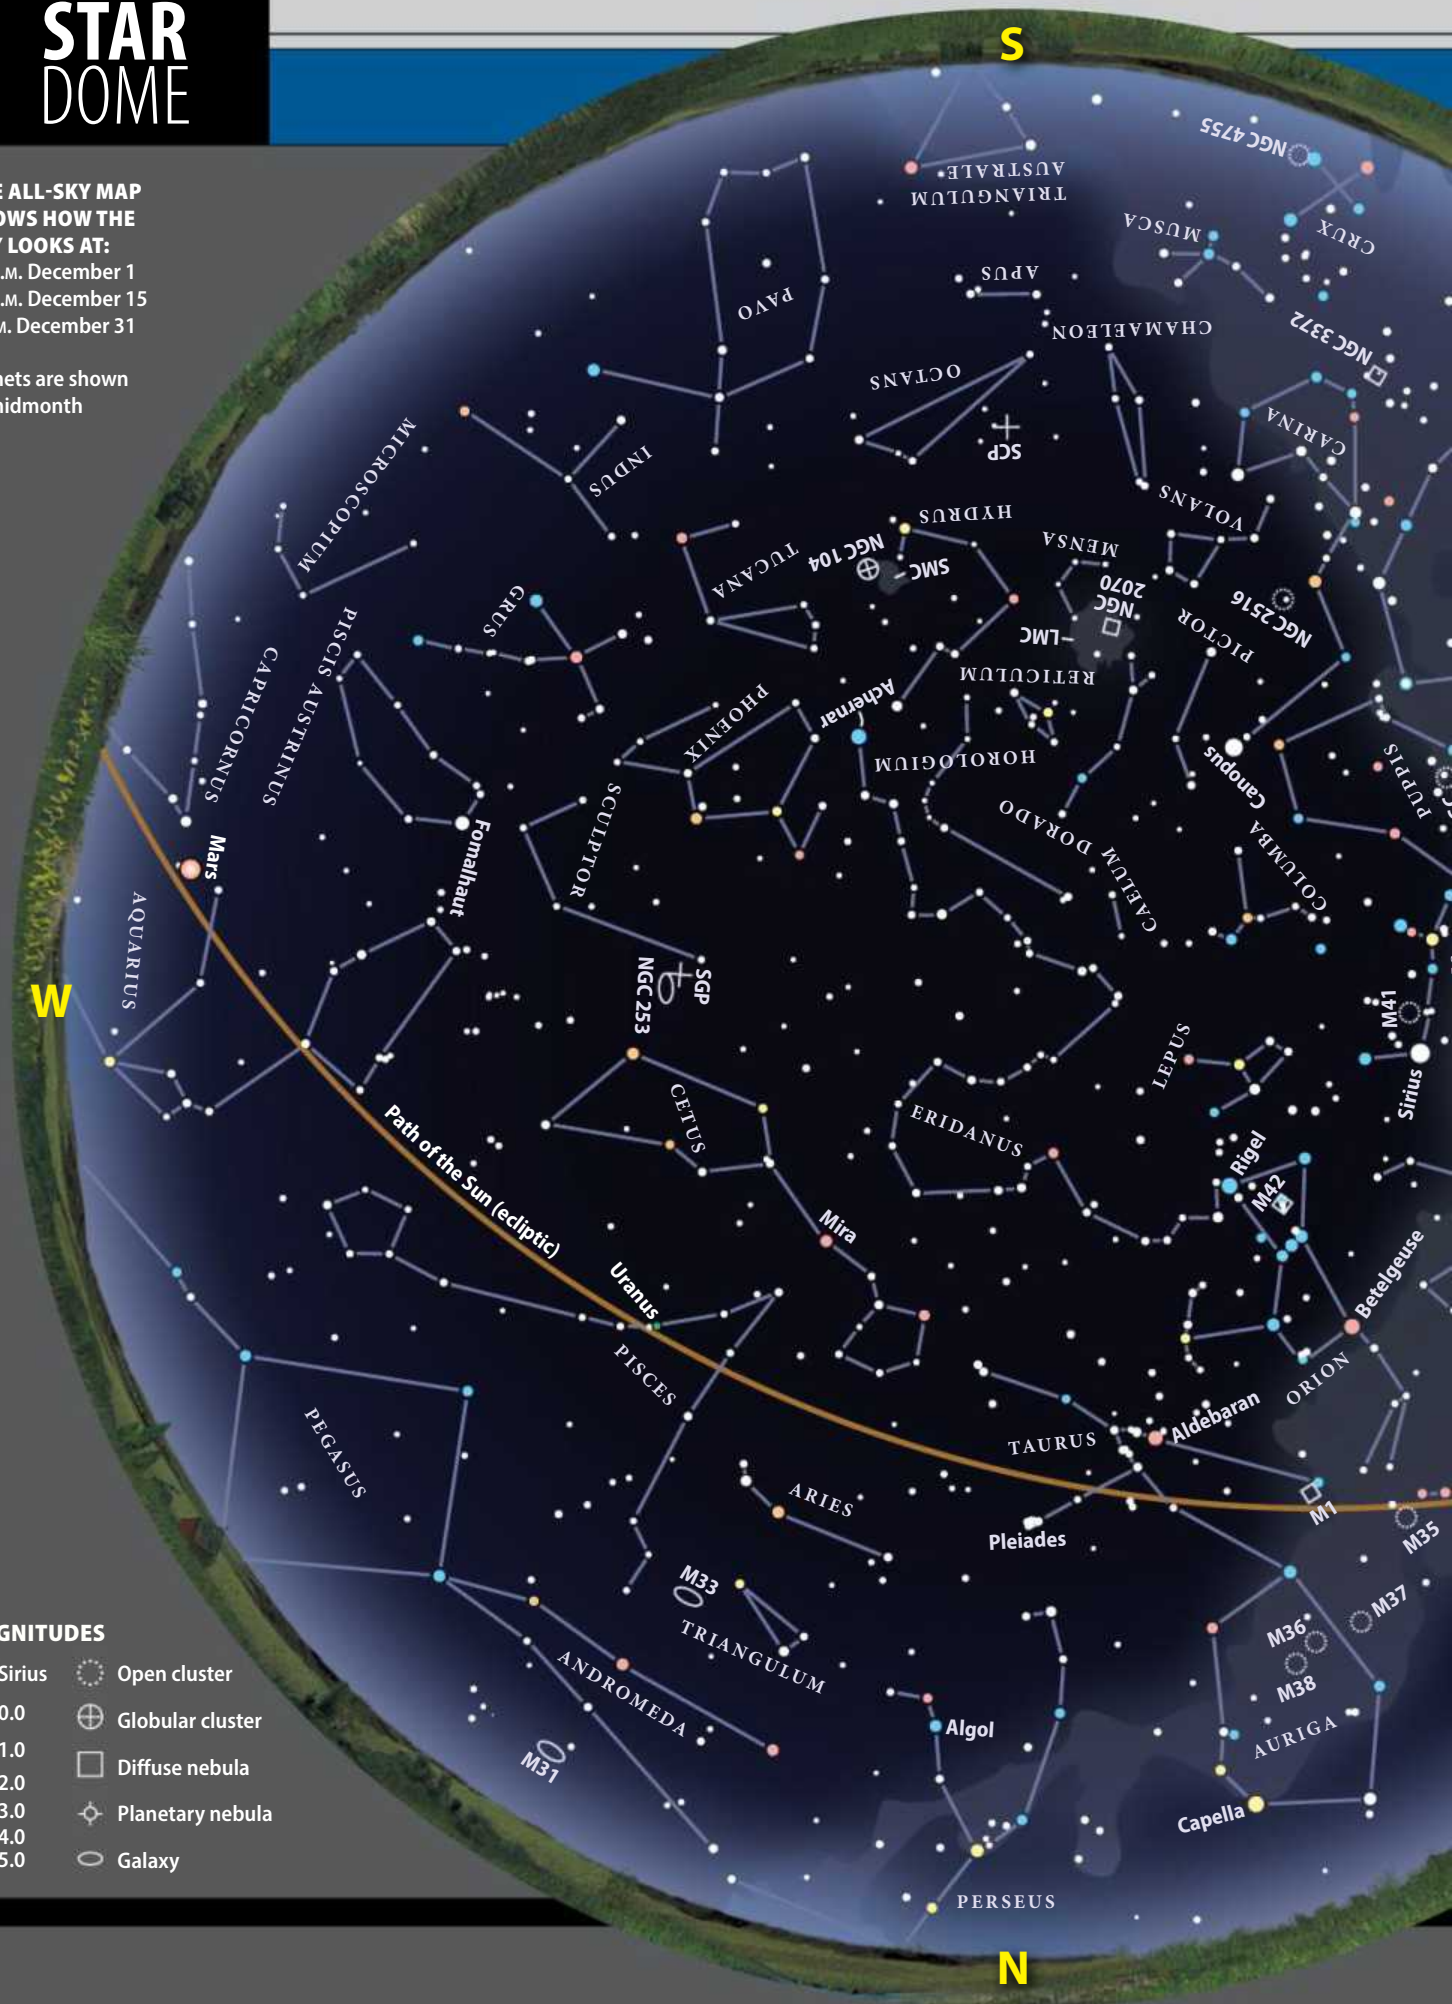 STAR
DOME
ALL-SKY MAP
HOW THE
LOOKS AT:
December 1
December 15
December 31
are shown
S
NGC 4755
TRIANGULUM
AUSTRALE
MUSCA
CRUX
APUS
PAVO
CHAMAELEON
NGC 3372
OCTANS
CARINA
SCP
MICROSCOPIUM
INDUS
VOLANS
HYDRUS
MENSA
NGC 104
SMC
TUCANA
NGC
2070
NGC 2516
GRUS
LMC
PICTOR
PISCIS AUSTRINUS
CAPRICORNUS
RETICULUM
PHOENIX
Achernar
HOROLOGIUM
Canopus
PUPPIS
SCULPTOR
DORADO
CAELUM
COLUMBA
Mars
Fomalhaut
AQUARIUS
W
NGC 253
SGP
M41
LEPUS
Sirius
CETUS
ERIDANUS
Path of the Sun (ecliptic)
Rigel
M42
Mira
Uranus
Betelgeuse
PISCES
ORION
PEGASUS
Aldebaran
TAURUS
ARIES
M1
Pleiades
M35
M33
M37
M36
M38
TRIANGULUM
ANDROMEDA
Algol
AURIGA
M31
Capella
PERSEUS
N
Sirius
0.0
1.0
2.0
3.0
4.0
5.0
Open cluster
Globular cluster
Diffuse nebula
Planetary nebula
Galaxy